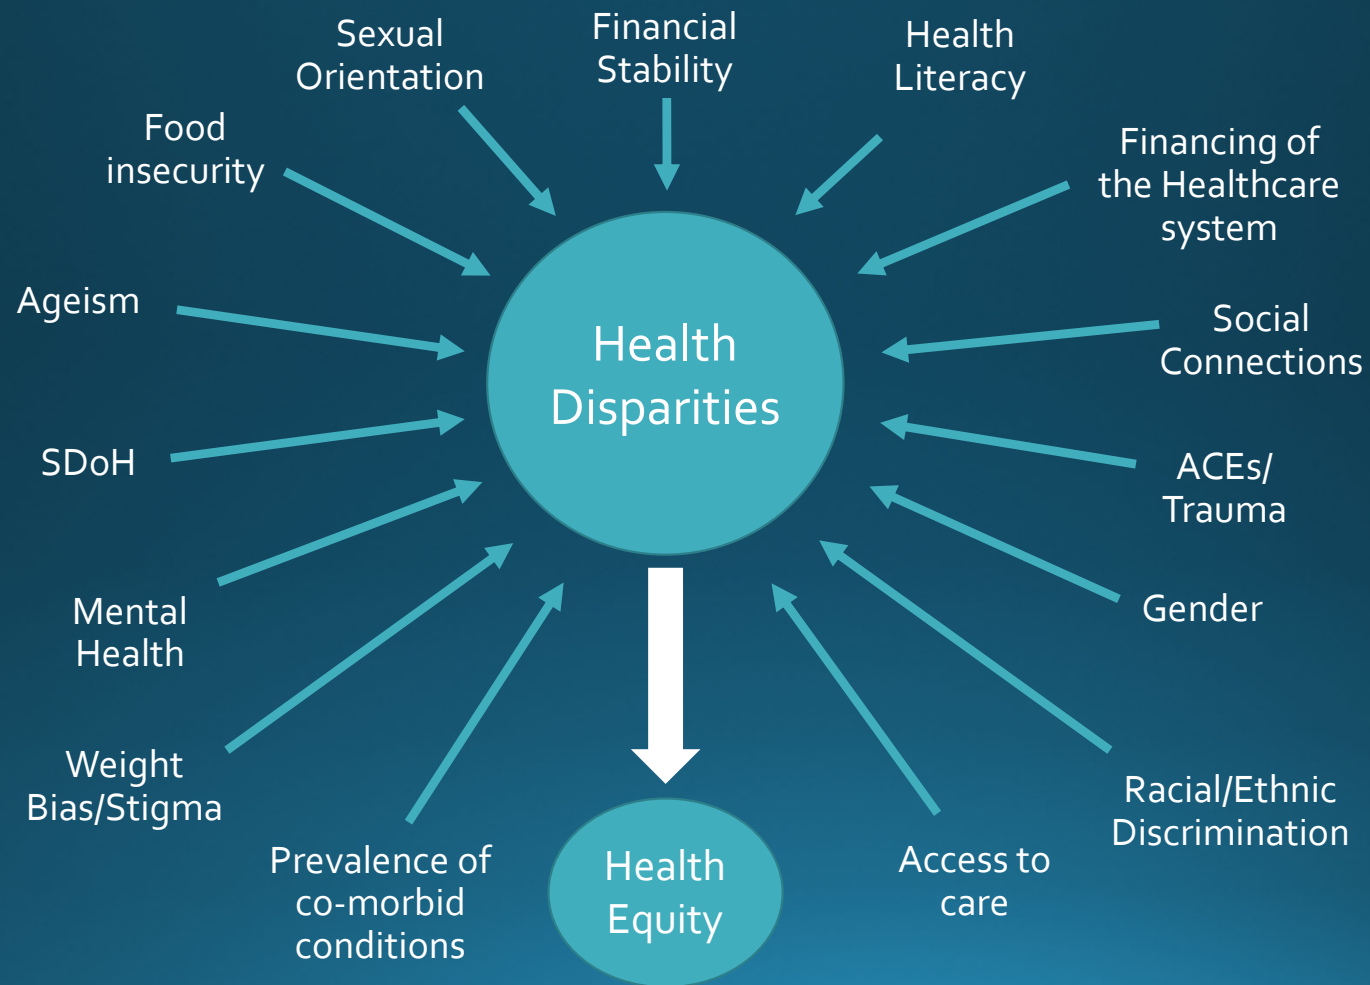 Sexual
Orientation
Financial
Stability
Health
Literacy
Food
insecurity
Financing of
the Healthcare
system
Ageism
Health
Disparities
Social
Connections
SDoH
ACEs/
Trauma
Mental
Health
Gender
Weight
Bias/Stigma
Racial/Ethnic
Discrimination
Prevalence of
co-morbid
conditions
Health
Equity
Access to
care